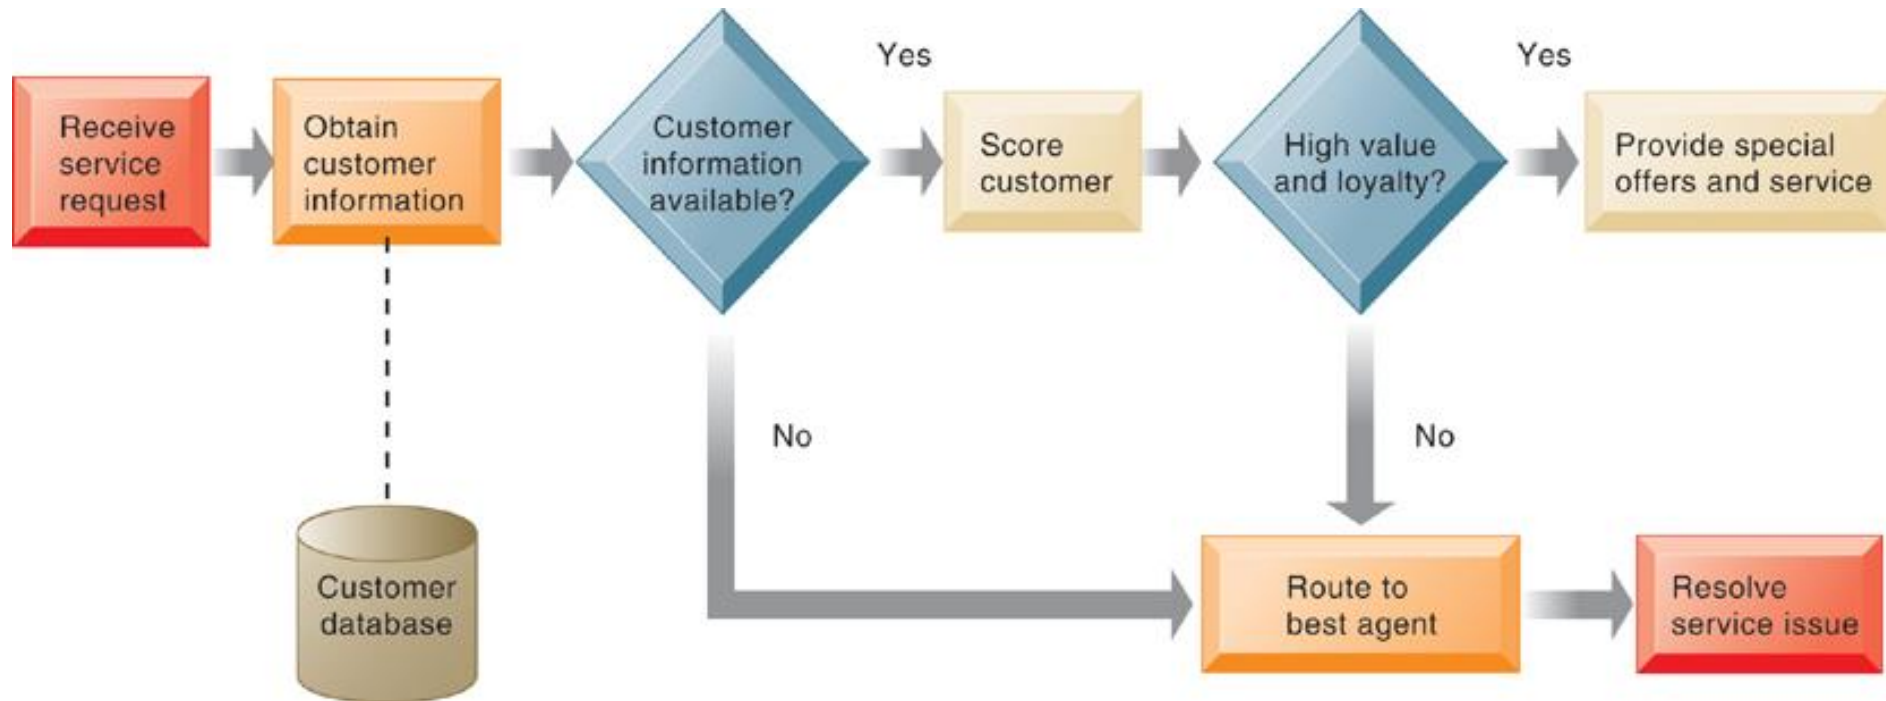 Receive
service
request
Obtain
customer
information
Customer
information
available?
Yes
Score
customer
High value
and loyalty?
Yes
Provide special
offers and service
No
No
Customer
database
Route to
best agent
Resolve
service issue